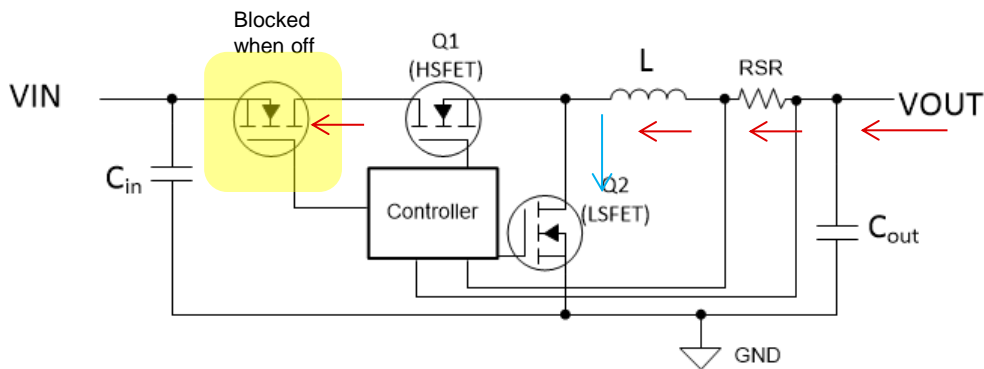 Blocked
when off
Q1
(HSFET)
L
RSR
VIN
VOUT
Cin
Controller
Q2
(LSFET)
Cout
GND